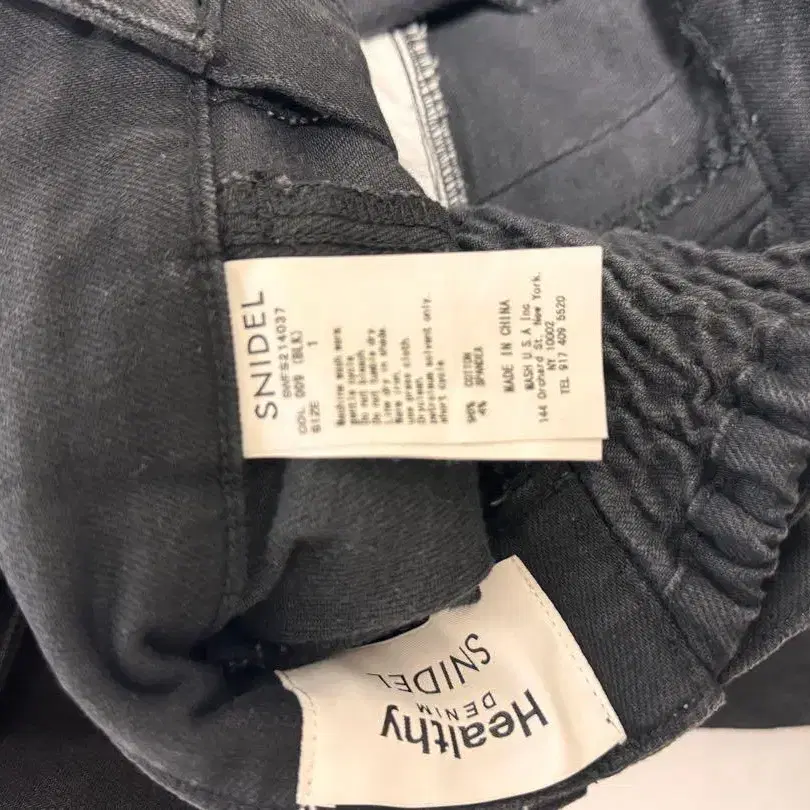 SNIDEL
SWFS214037
COL 009 (BLK)
SIZE 1
Machine wash warm
gentle cycle.
Do not bleach.
Do not tumble dry
Line dry in shade.
Warm iron.
use press cloth.
Dryclean.
petroleum solvent only.
short cycle
96% COTTON
4% SPANDEX
MADE IN CHINA
MASH U.S.A Inc
144 Orchard St. New York.
NY 10002
TEL 917 409 5520
Healthy
DENIM
SNIDEL